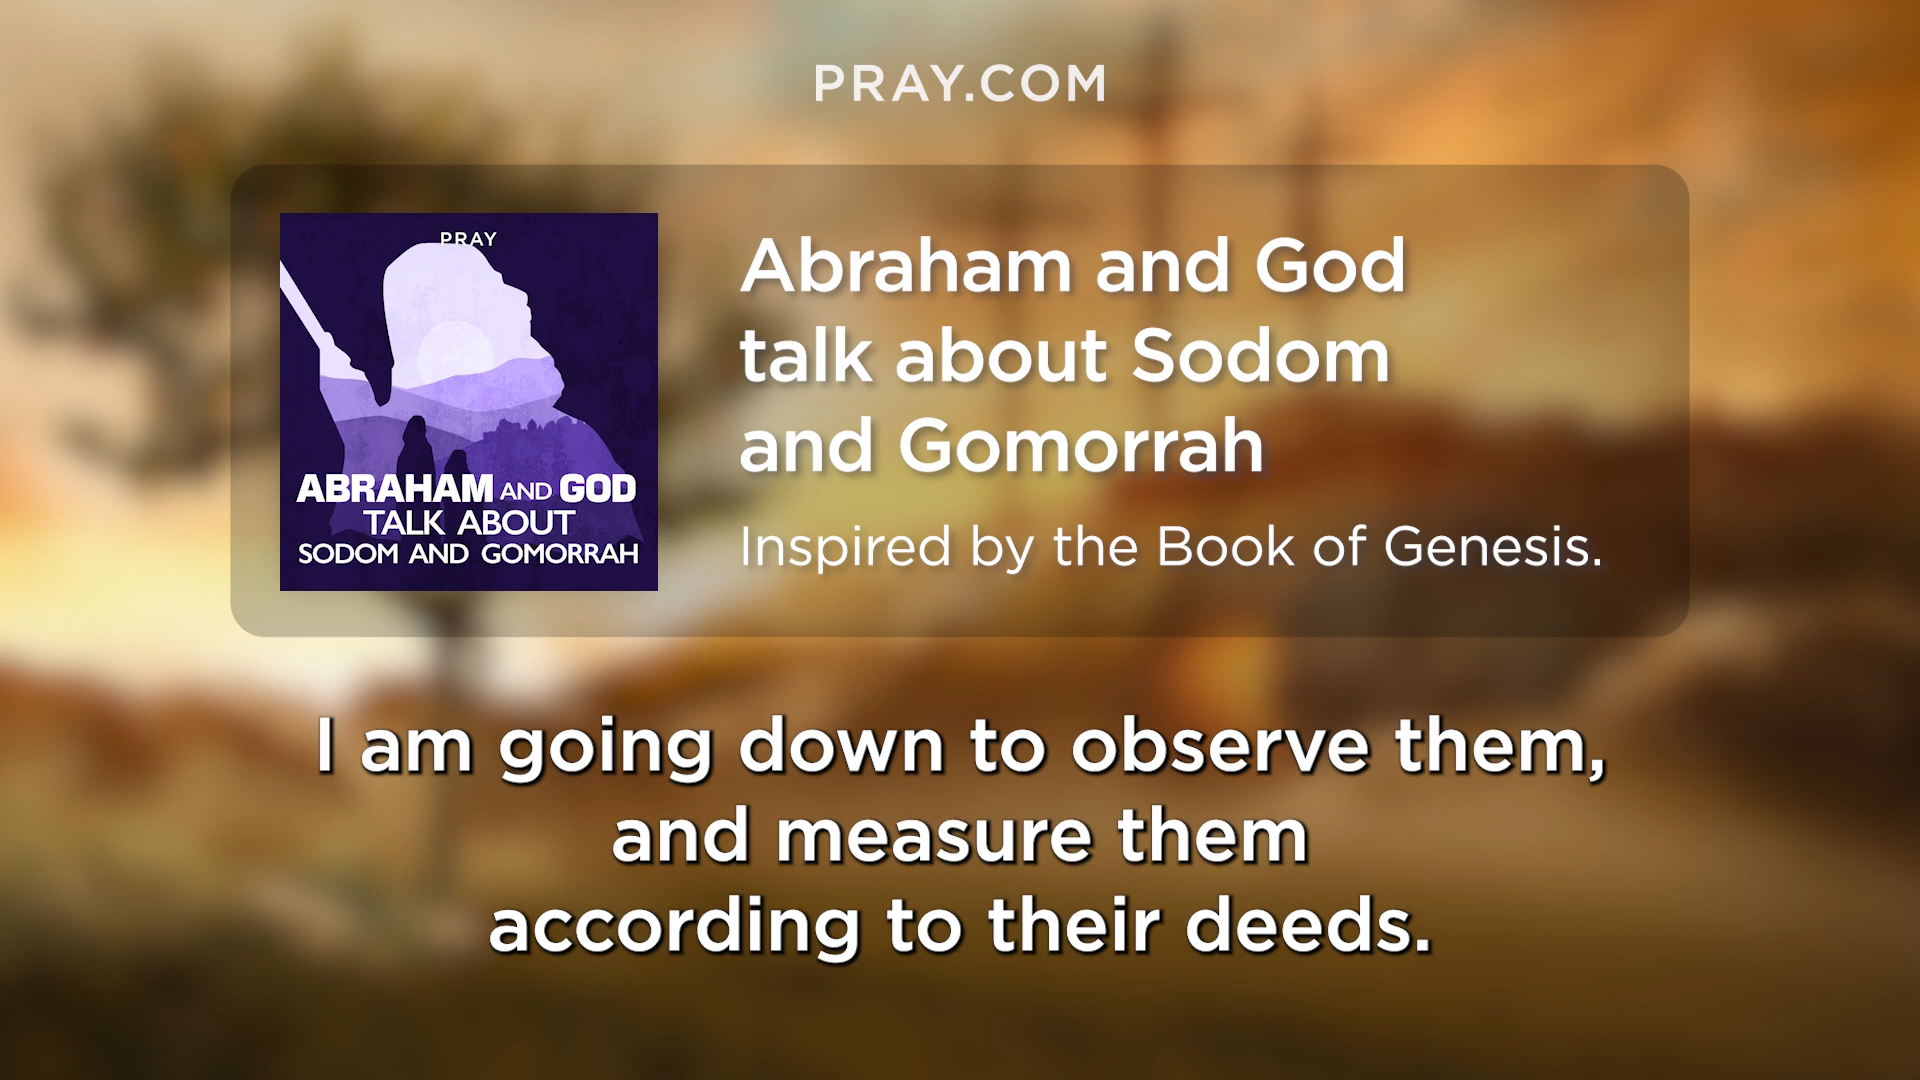 PRAY.COM
PRAY
ABRAHAM AND GOD
TALK ABOUT
SODOM AND GOMORRAH
Abraham and God
talk about Sodom
and Gomorrah
Inspired by the Book of Genesis.
I am going down to observe them,
and measure them
according to their deeds.